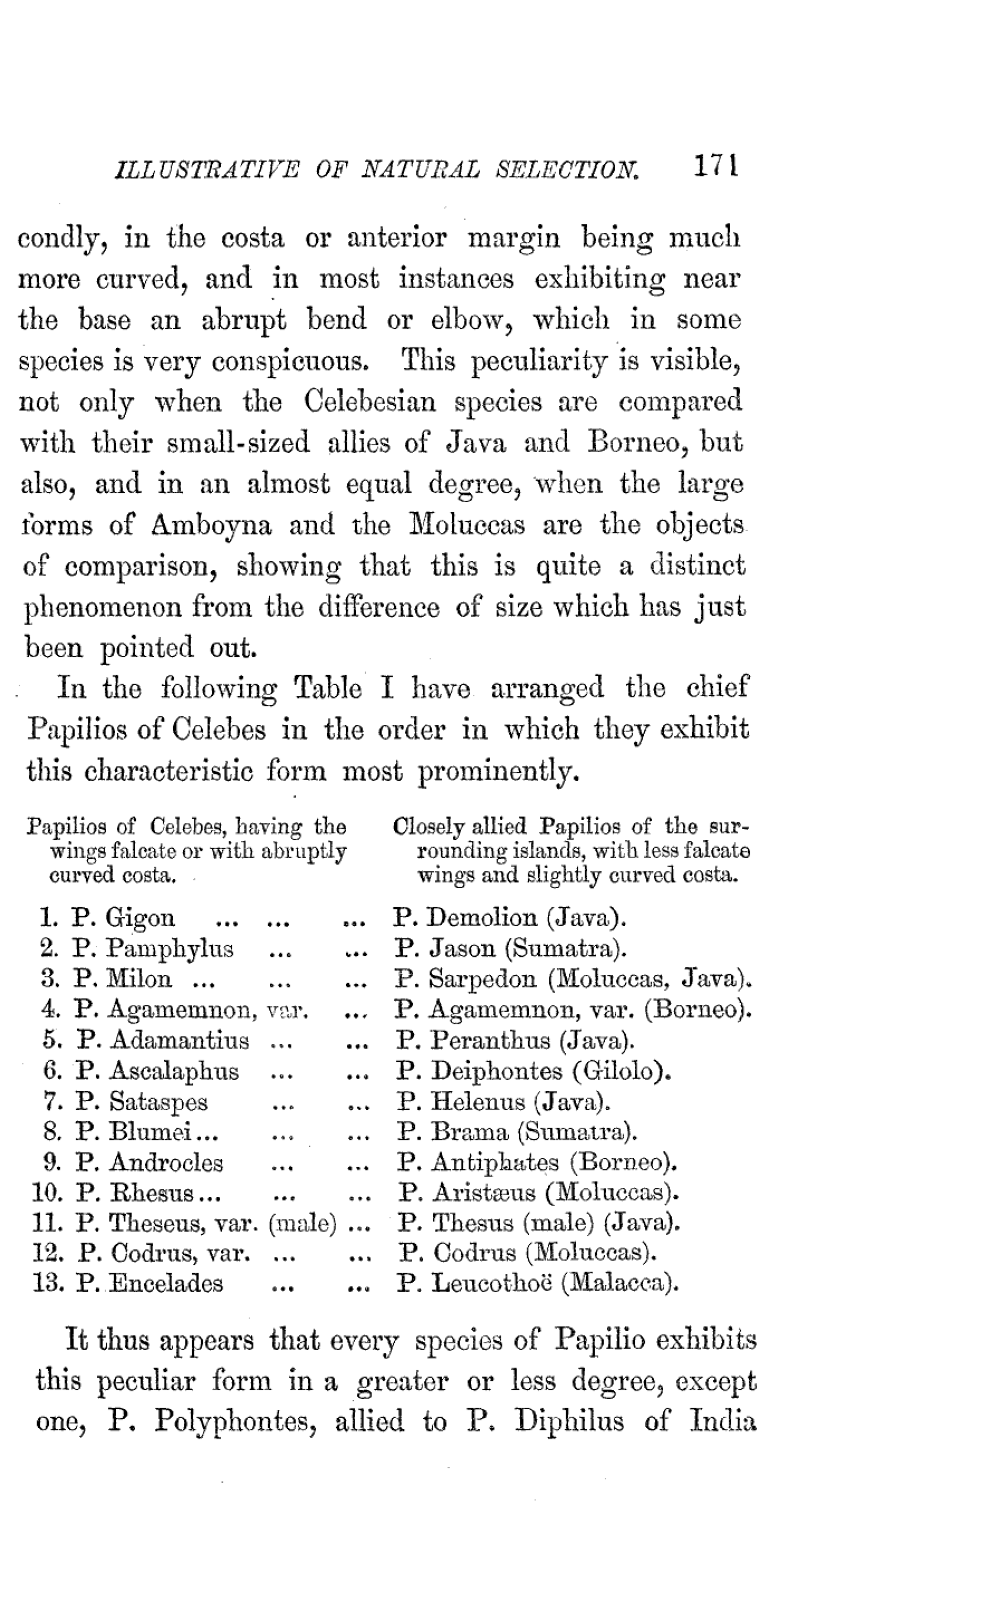 ILLUSTRATIVE OF NATURAL SELECTION. 171
condly, in the costa or anterior margin being much
more curved, and in most instances exhibiting near
the base an abrupt bend or elbow, which in some
species is very conspicuous. This peculiarity is visible,
not only when the Celebesian species are compared
with their small-sized allies of Java and Borneo, but
also, and in an almost equal degree, when the large
forms of Amboyna and the Moluccas are the objects
of comparison, showing that this is quite a distinct
phenomenon from the difference of size which has just
been pointed out.
In the following Table I have arranged the chief
Papilios of Celebes in the order in which they exhibit
this characteristic form most prominently.
Papilios of Celebes, having the wings falcate or with abruptly curved costa.
Closely allied Papilios of the sur-
rounding islands, with less falcate
wings and slightly curved costa.
1. P. Gigon ... ... ... P. Demolion (Java).
2. P. Pamphylus ... ... P. Jason (Sumatra).
3. P. Milon ... ... ... P. Sarpedon (Moluccas, Java).
4. P. Agamemnon, var. ... P. Agamemnon, var. (Borneo).
5. P. Adamantius ... ... P. Peranthus (Java).
6. P. Ascalaphus ... ... P. Deiphontes (Gilolo).
7. P. Sataspes ... ... P. Helenus (Java).
8. P. Blumei ... ... ... P. Brama (Sumatra).
9. P. Androcles ... ... P. Antiphates (Borneo).
10. P. Rhesus ... ... ... P. Aristæus (Moluccas).
11. P. Theseus, var. (male) ... P. Thesus (male) (Java).
12. P. Codrus, var. ... ... P. Codrus (Moluccas).
13. P. Encelades ... ... P. Leucothoë (Malacca).
It thus appears that every species of Papilio exhibits
this peculiar form in a greater or less degree, except
one, P. Polyphontes, allied to P. Diphilus of India